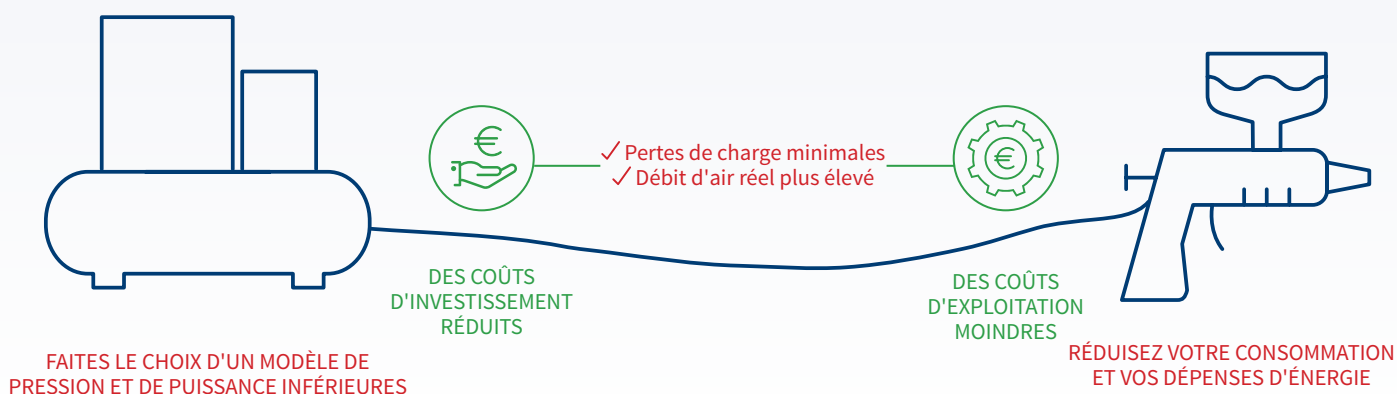 ✓ Pertes de charge minimales
✓ Débit d'air réel plus élevé
DES COÛTS
D'INVESTISSEMENT
RÉDUITS
DES COÛTS
D'EXPLOITATION
MOINDRES
FAITES LE CHOIX D'UN MODÈLE DE
PRESSION ET DE PUISSANCE INFÉRIEURES
RÉDUISEZ VOTRE CONSOMMATION
ET VOS DÉPENSES D'ÉNERGIE